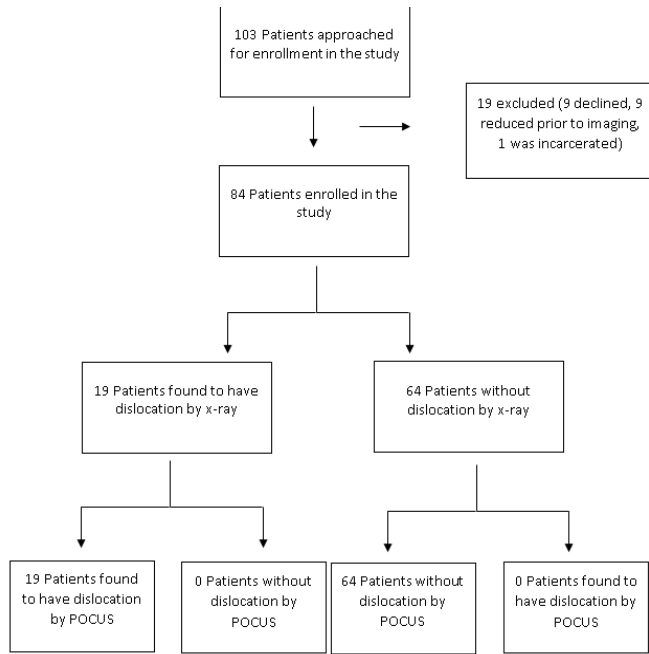 103 Patients approached
for enrollment in the study
19 excluded (9 declined, 9
reduced prior to imaging,
1 was incarcerated)
84 Patients enrolled in the
study
19 Patients found to have
dislocation by x-ray
64 Patients without
dislocation by x-ray
19 Patients found
to have dislocation
by POCUS
0 Patients without
dislocation by
POCUS
64 Patients without
dislocation by
POCUS
0 Patients found to
have dislocation by
POCUS